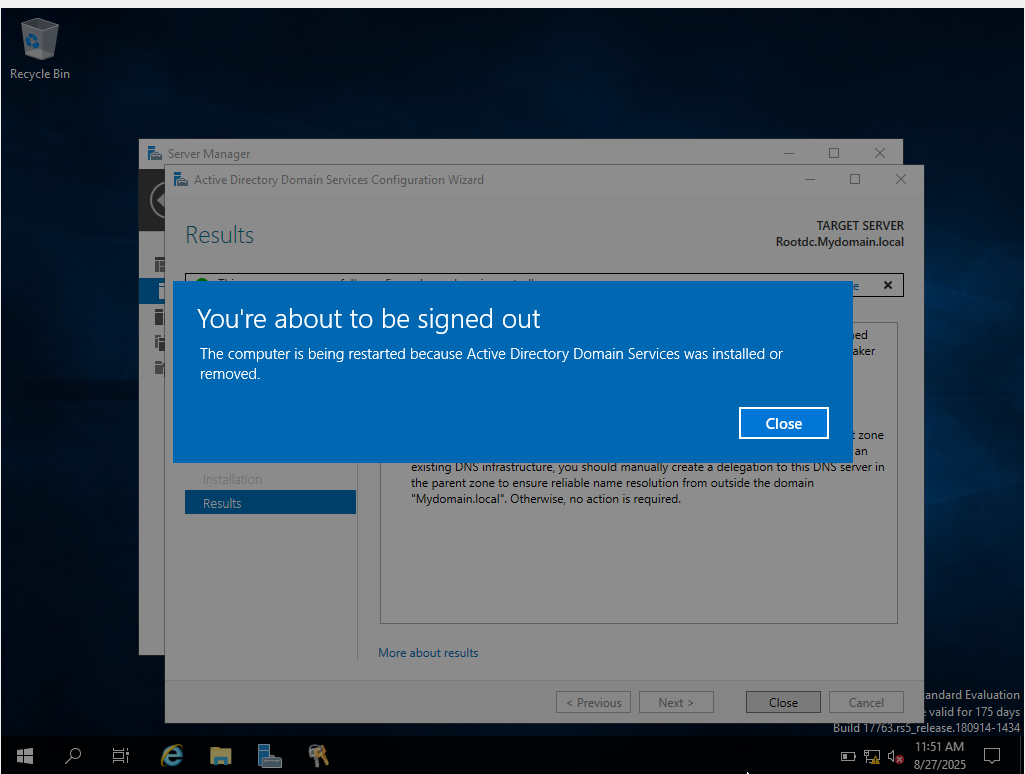 Recycle Bin
Server Manager
Active Directory Domain Services Configuration Wizard
Results
TARGET SERVER
Rootdc.Mydomain.local
You're about to be signed out
The computer is being restarted because Active Directory Domain Services was installed or
removed.
Close
zone
an
existing DNS infrastructure, you should manually create a delegation to this DNS server in
the parent zone to ensure reliable name resolution from outside the domain
"Mydomain.local". Otherwise, no action is required.
Installation
Results
More about results
< Previous
Next >
Close
Cancel
Standard Evaluation
valid for 175 days
Build 17763.rs5_release.180914-1434
11:51 AM
8/27/2025